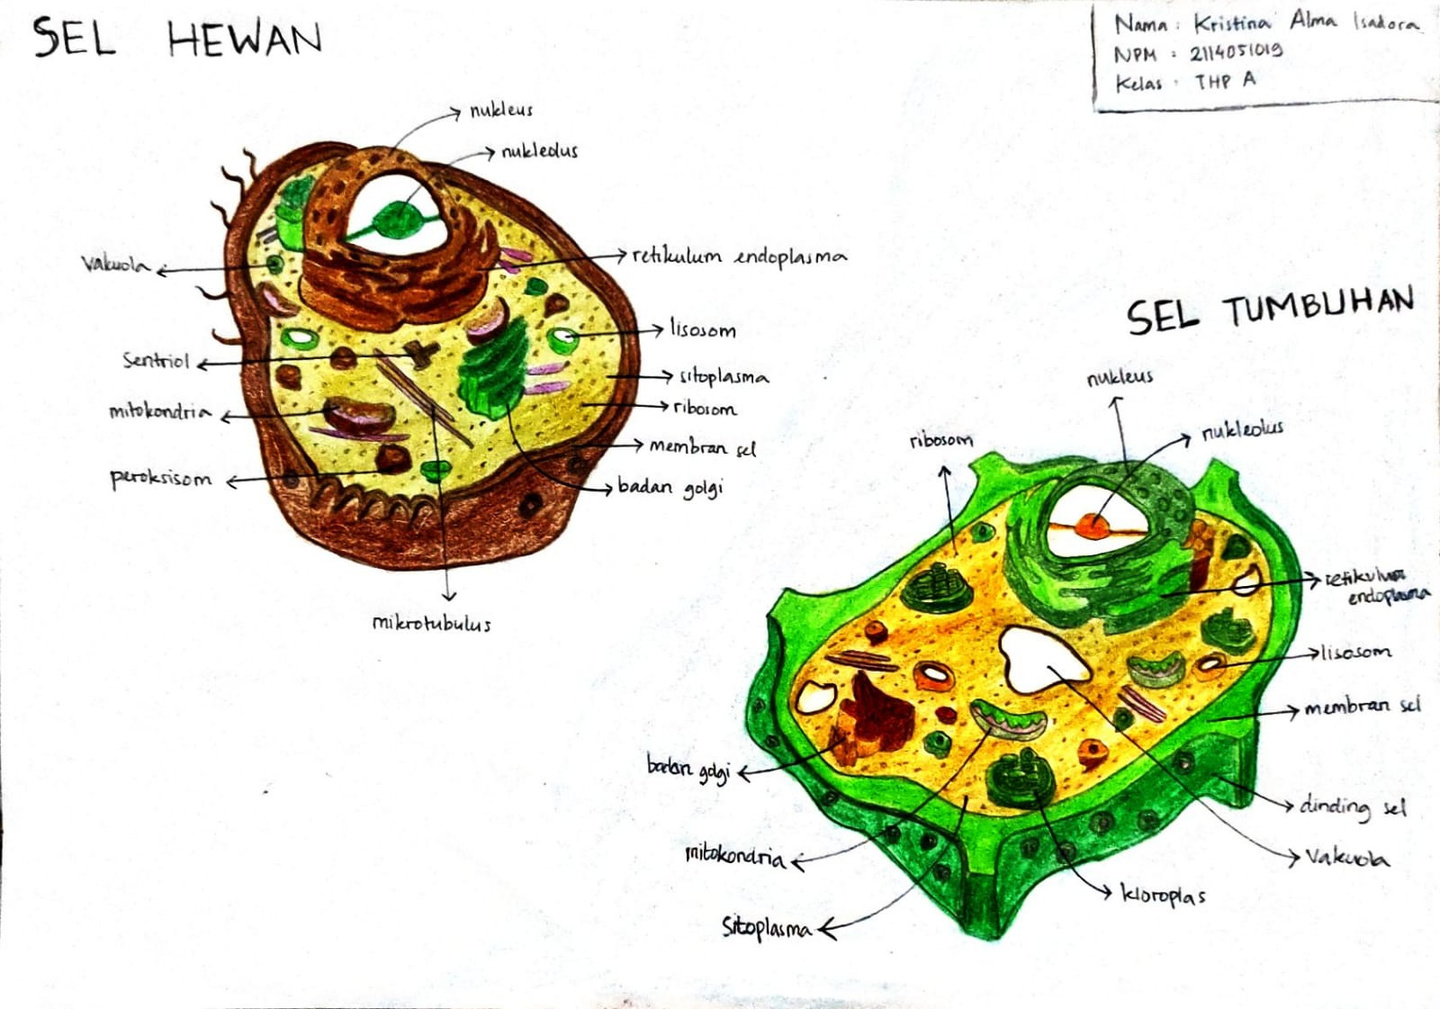 SEL HEWAN
Nama : Kristina Alma Isadora
NPM : 2114051019
Kelas : THP A
nukleus
nukleolus
vakuola
retikulum endoplasma
lisosom
Sentriol
sitoplasma
mitokondria
ribosom
membran sel
peroksisom
badan golgi
mikrotubulus
SEL TUMBUHAN
nukleus
nukleolus
ribosom
retikulum
endoplasma
lisosom
membran sel
badan golgi
dinding sel
mitokondria
Vakuola
kloroplas
Sitoplasma